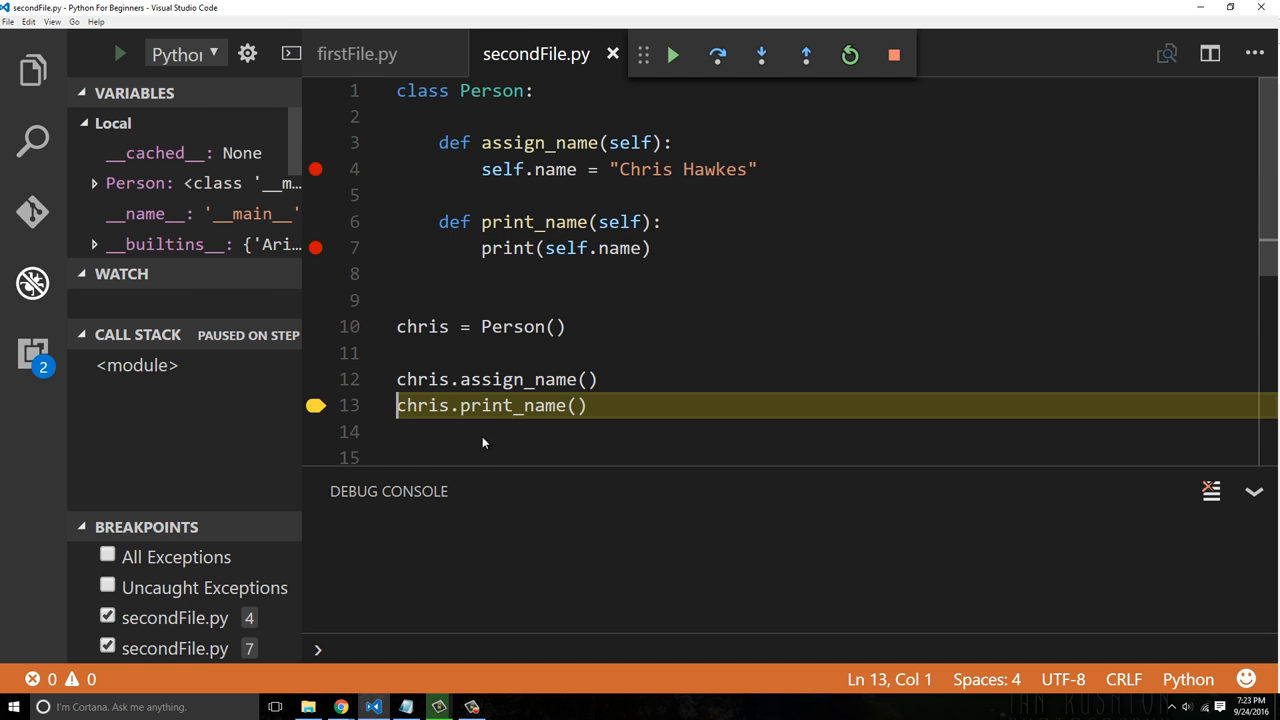 secondFile.py - Python For Beginners - Visual Studio Code
File Edit View Go Help
Python
firstFile.py
secondFile.py
VARIABLES
Local
__cached__: None
Person: <class '__m...
__name__: '__main__'
__builtins__: {'Ari...
WATCH
CALL STACK PAUSED ON STEP
<module>
BREAKPOINTS
All Exceptions
Uncaught Exceptions
secondFile.py 4
secondFile.py 7
2
1 class Person:
2
3 def assign_name(self):
4 self.name = "Chris Hawkes"
5
6 def print_name(self):
7 print(self.name)
8
9
10 chris = Person()
11
12 chris.assign_name()
13 chris.print_name()
14
15
DEBUG CONSOLE
0 0
Ln 13, Col 1 Spaces: 4 UTF-8 CRLF Python
I'm Cortana. Ask me anything.
7:23 PM
9/24/2016